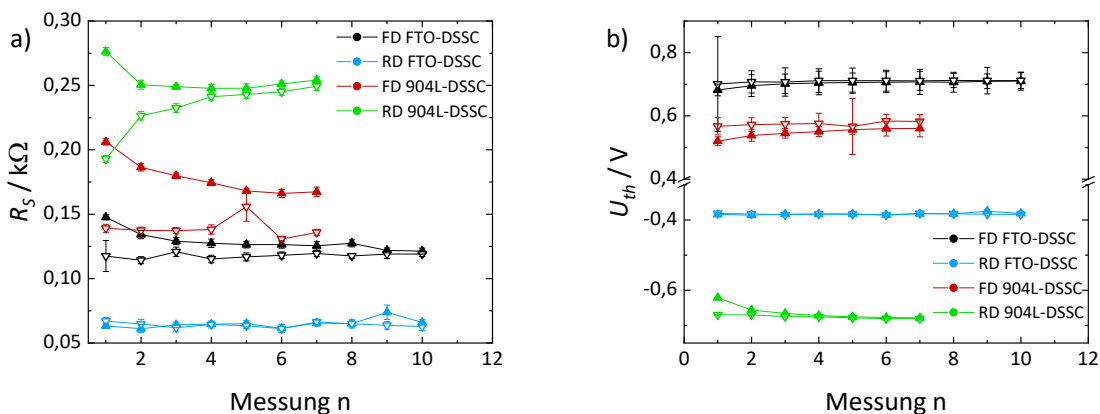 a)
0,30
0,25
0,20
0,15
0,10
0,05
R_S / kΩ
2
4
6
8
10
12
Messung n
FD FTO-DSSC
RD FTO-DSSC
FD 904L-DSSC
RD 904L-DSSC
b)
0,8
0,6
0,4
-0,4
-0,6
U_th / V
0
2
4
6
8
10
12
Messung n
FD FTO-DSSC
RD FTO-DSSC
FD 904L-DSSC
RD 904L-DSSC